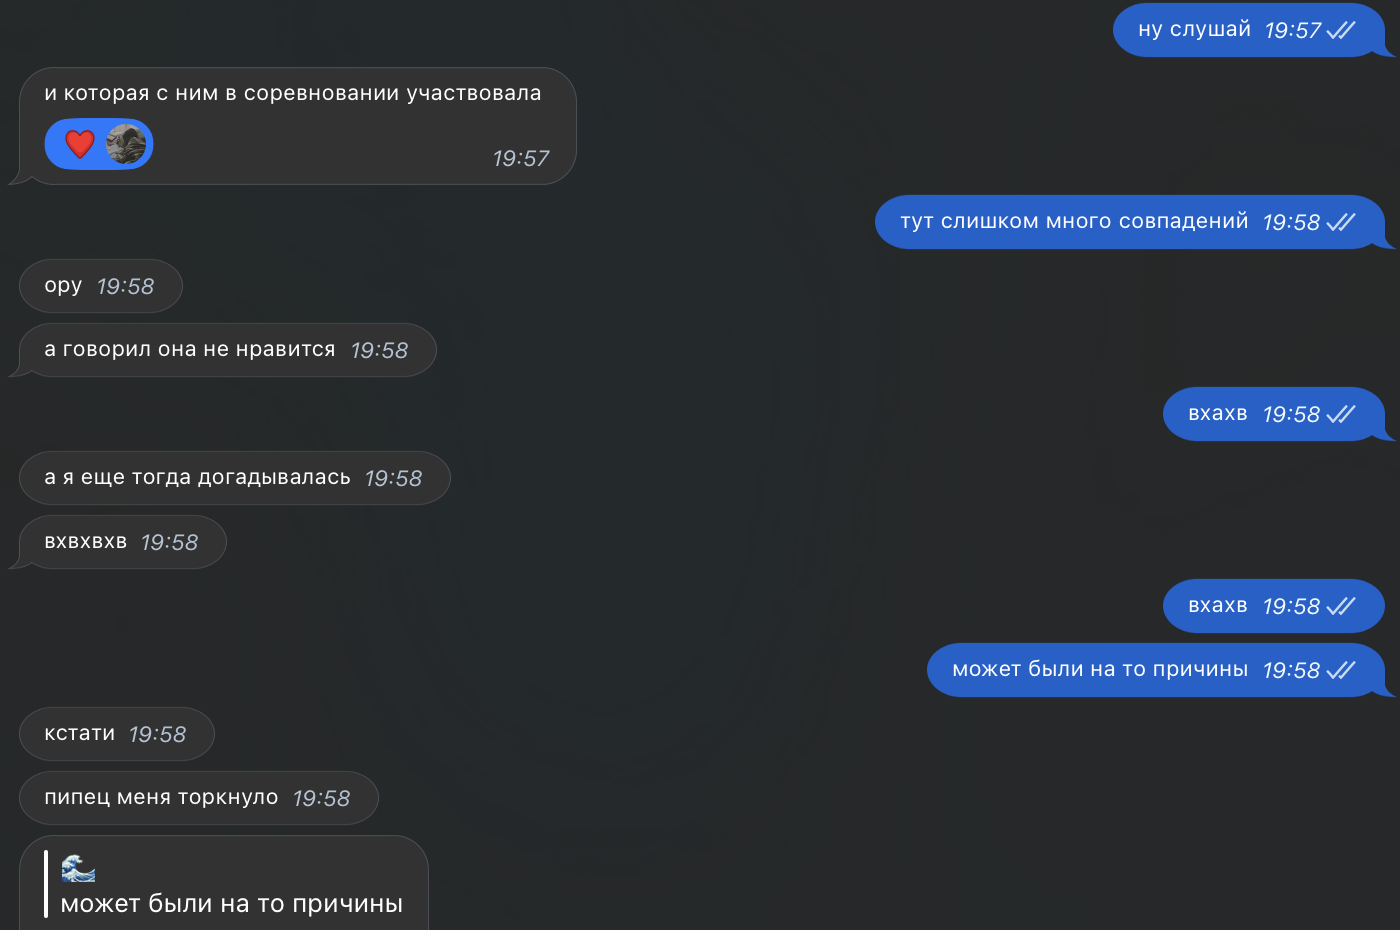 ну слушай 19:57
и которая с ним в соревновании участвовала
19:57
тут слишком много совпадений 19:58
ору 19:58
а говорил она не нравится 19:58
вхахв 19:58
а я еще тогда догадывалась 19:58
вхвхвхв 19:58
вхахв 19:58
может были на то причины 19:58
кстати 19:58
пипец меня торкнуло 19:58
может были на то причины